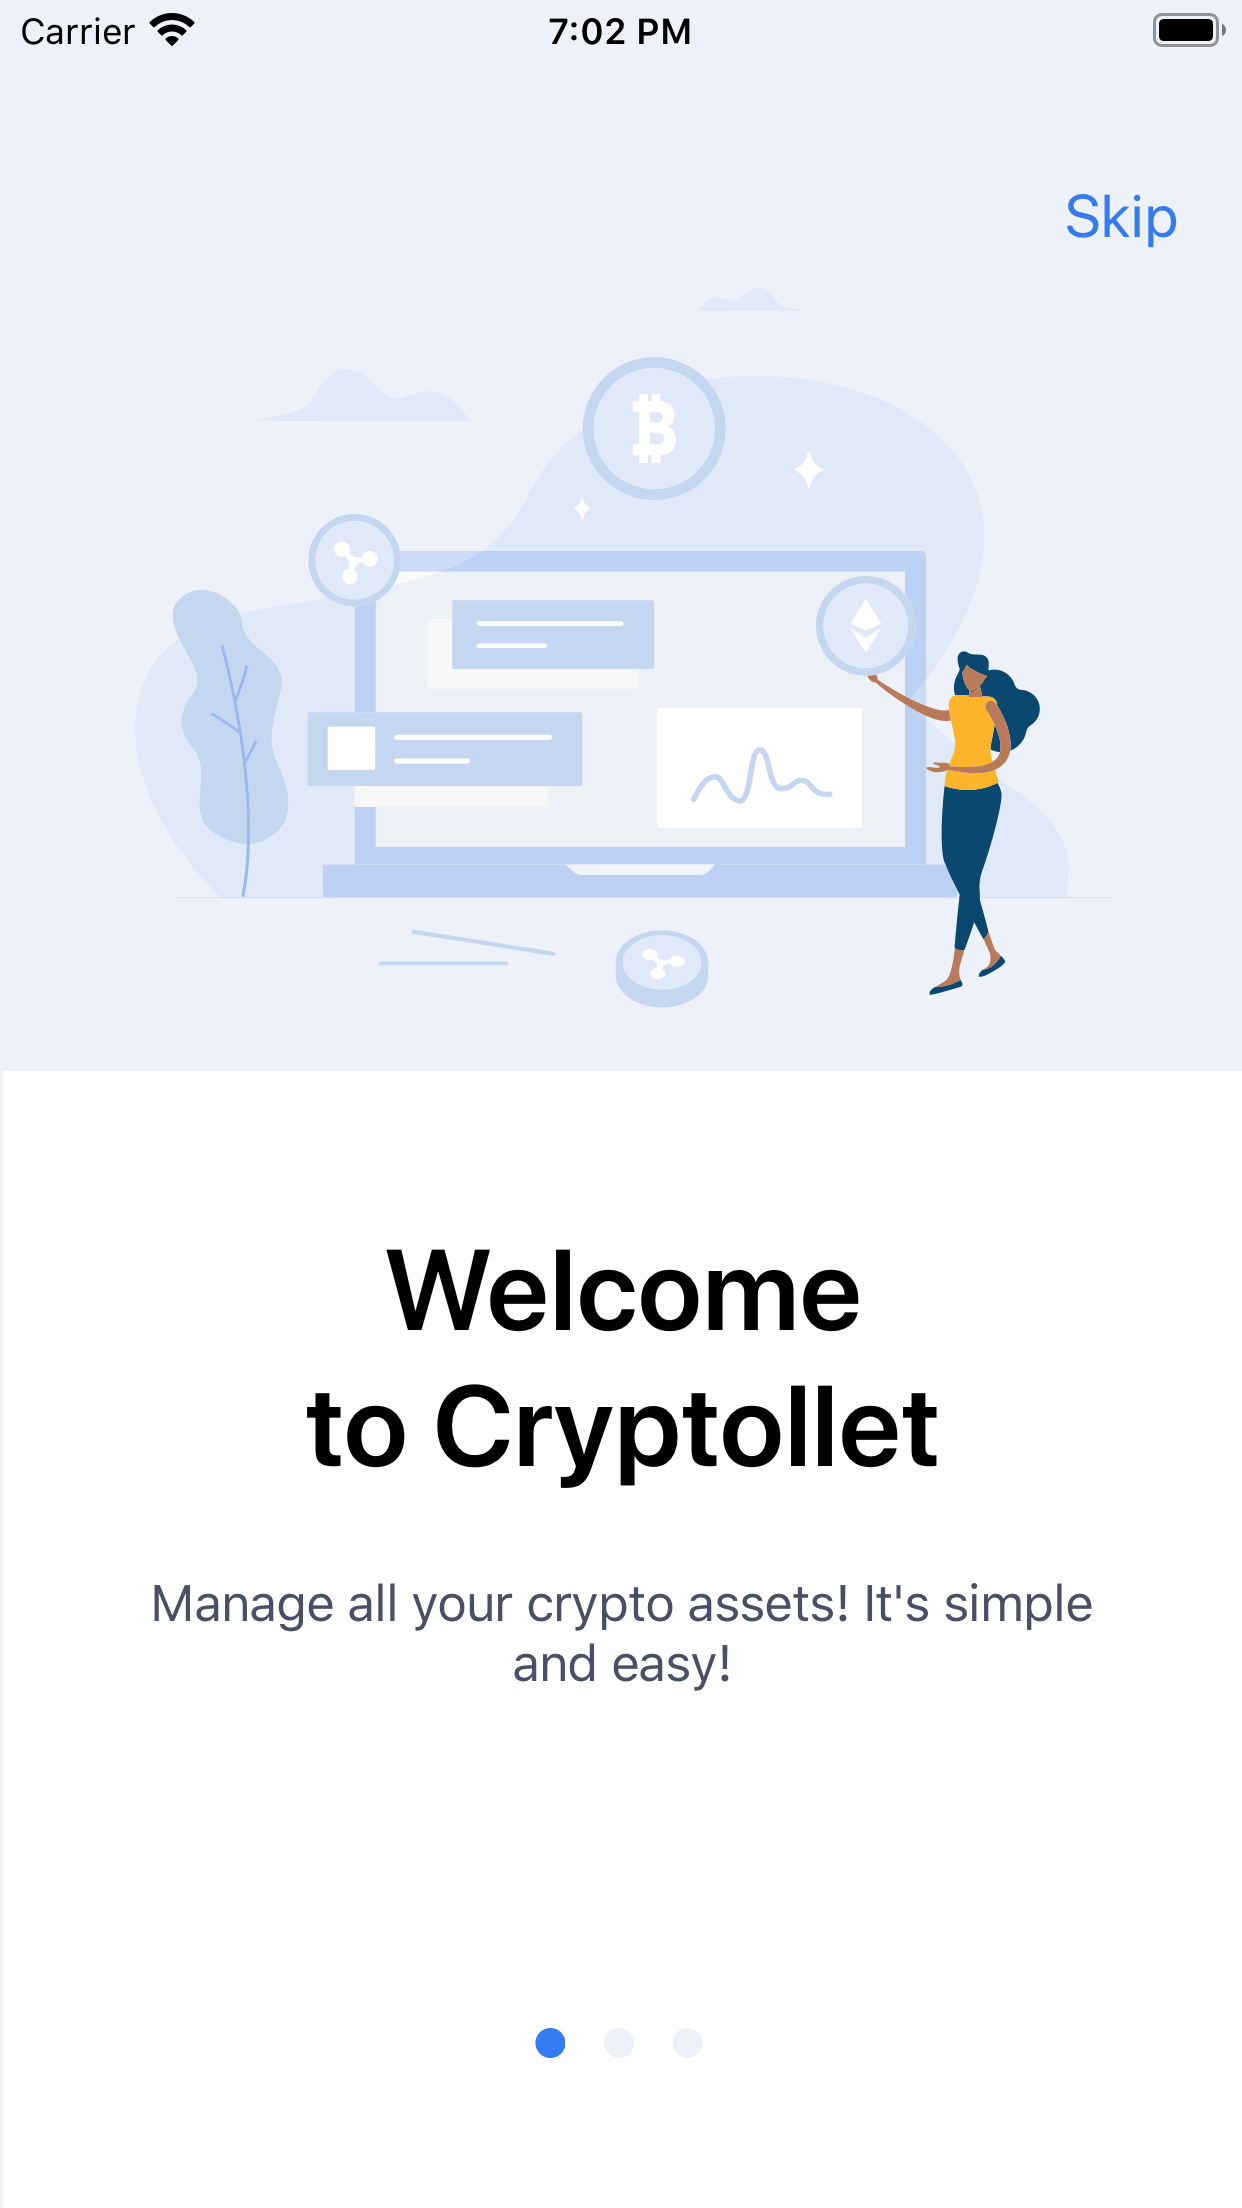 Carrier 7:02 PM
Skip
Welcome
to Cryptollet
Manage all your crypto assets! It's simple
and easy!